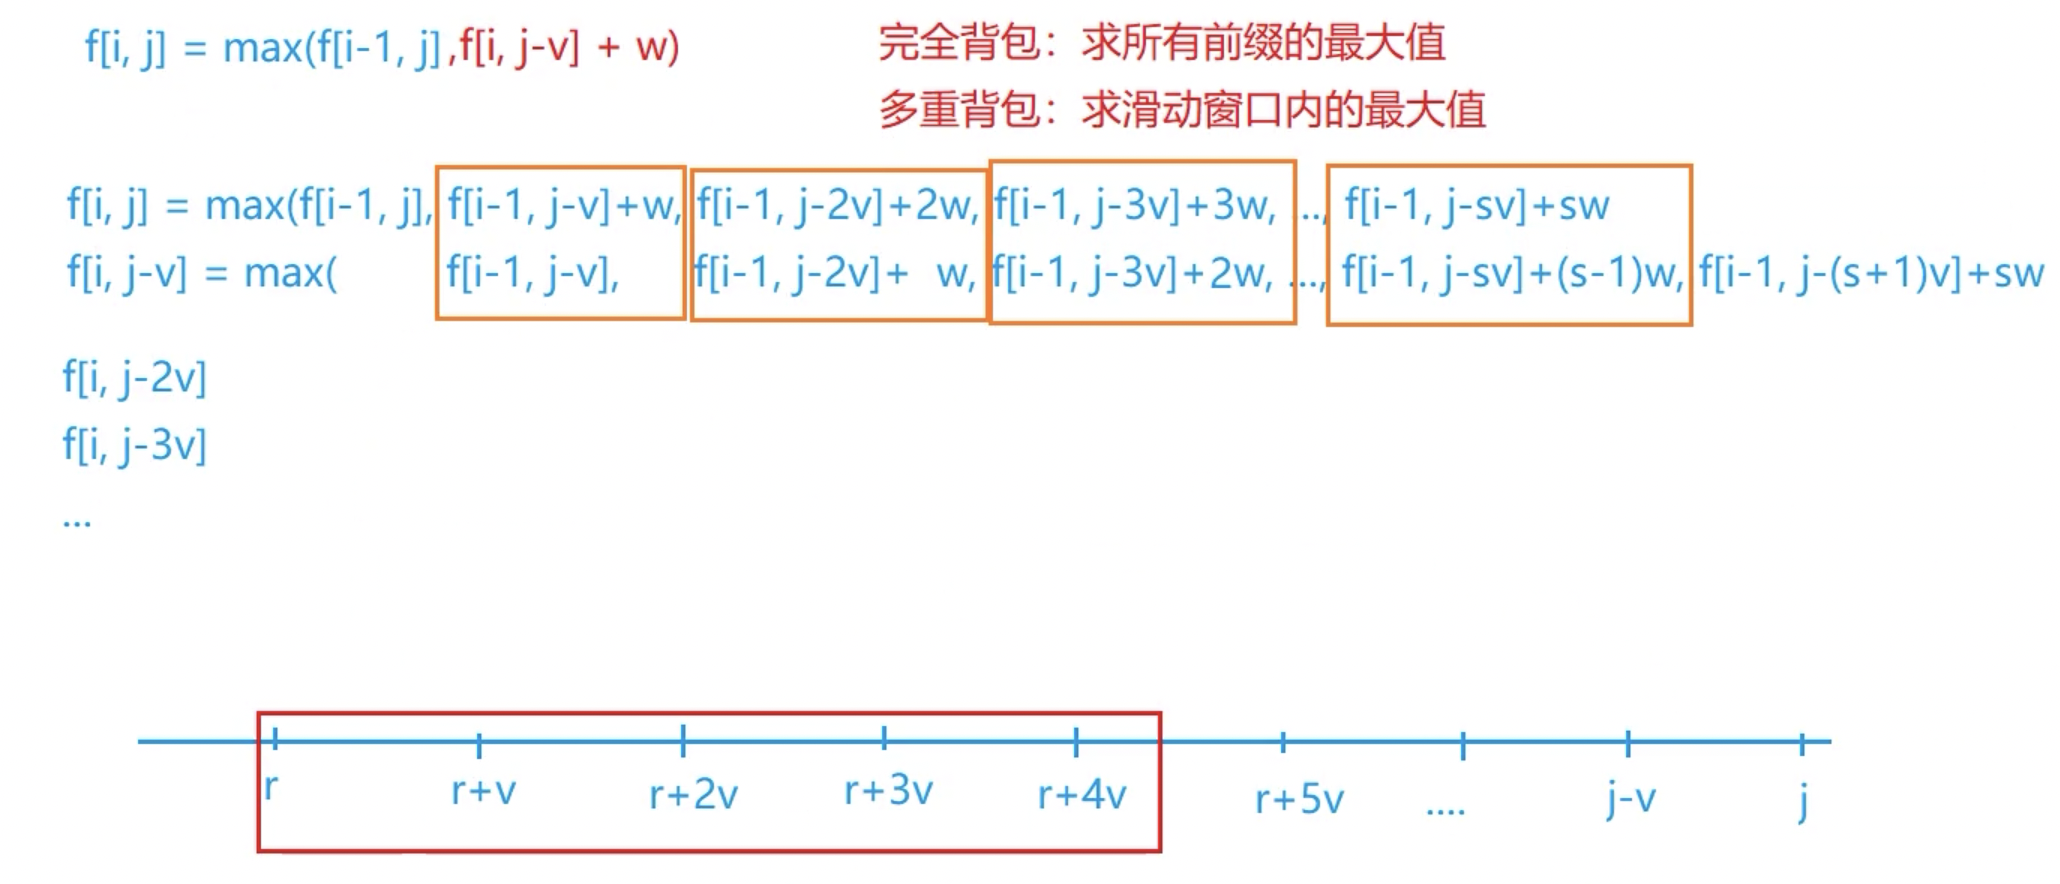 f[i, j] = max(f[i-1, j],f[i, j-v] + w)
完全背包：求所有前缀的最大值
多重背包：求滑动窗口内的最大值
f[i, j] = max(f[i-1, j], f[i-1, j-v]+w, f[i-1, j-2v]+2w, f[i-1, j-3v]+3w, ..., f[i-1, j-sv]+sw
f[i, j-v] = max( f[i-1, j-v], f[i-1, j-2v]+ w, f[i-1, j-3v]+2w, ..., f[i-1, j-sv]+(s-1)w, f[i-1, j-(s+1)v]+sw
f[i, j-2v]
f[i, j-3v]
...
r r+v r+2v r+3v r+4v r+5v .... j-v j